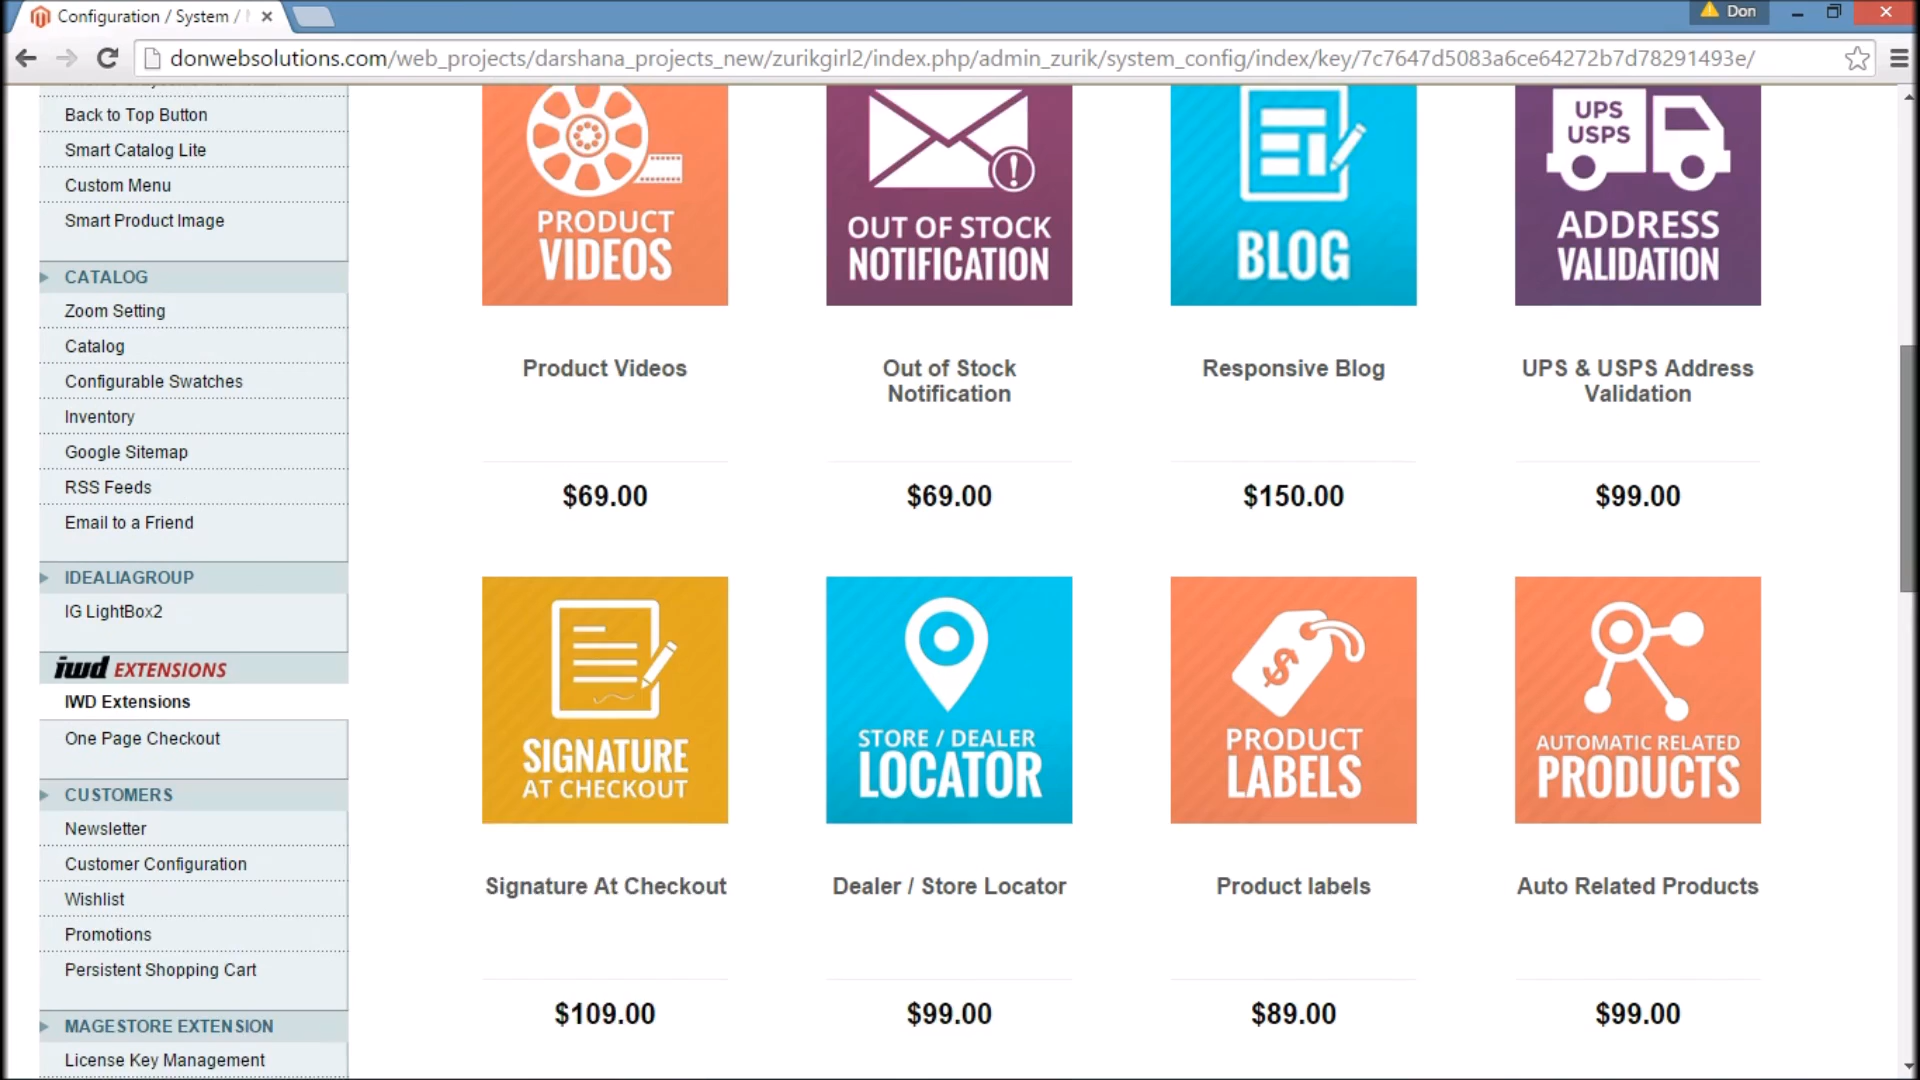 Configuration / System /
Don
donwebsolutions.com/web_projects/darshana_projects_new/zurikgirl2/index.php/admin_zurik/system_config/index/key/7c7647d5083a6ce64272b7d78291493e/
Back to Top Button
Smart Catalog Lite
Custom Menu
Smart Product Image
CATALOG
Zoom Setting
Catalog
Configurable Swatches
Inventory
Google Sitemap
RSS Feeds
Email to a Friend
IDEALIAGROUP
IG LightBox2
iwd EXTENSIONS
IWD Extensions
One Page Checkout
CUSTOMERS
Newsletter
Customer Configuration
Wishlist
Promotions
Persistent Shopping Cart
MAGESTORE EXTENSION
License Key Management
PRODUCT
VIDEOS
OUT OF STOCK
NOTIFICATION
BLOG
UPS
USPS
ADDRESS
VALIDATION
Product Videos
Out of Stock
Notification
Responsive Blog
UPS & USPS Address
Validation
$69.00
$69.00
$150.00
$99.00
SIGNATURE
AT CHECKOUT
STORE / DEALER
LOCATOR
$
PRODUCT
LABELS
AUTOMATIC RELATED
PRODUCTS
Signature At Checkout
Dealer / Store Locator
Product labels
Auto Related Products
$109.00
$99.00
$89.00
$99.00